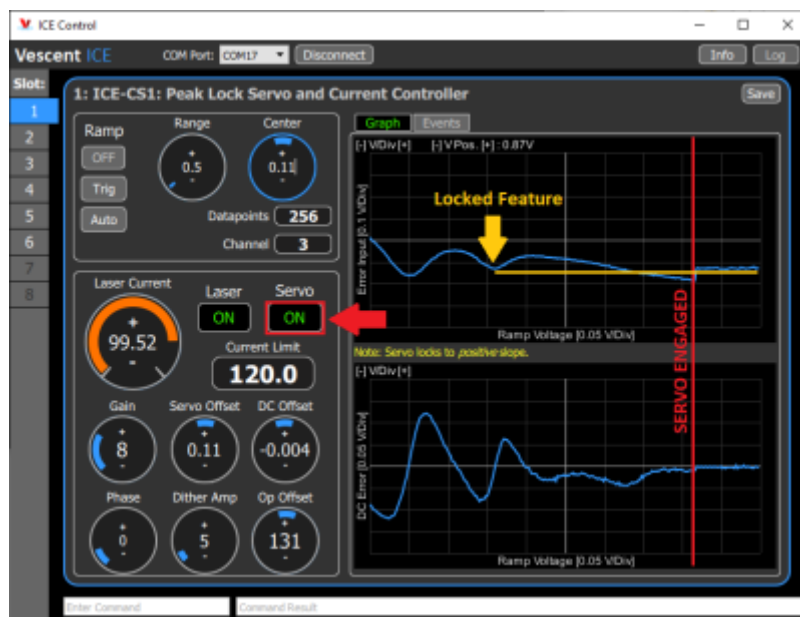 ICE Control
Vescent ICE COM Port: COM17 Disconnect Info Log
Slot:
1
2
3
4
5
6
7
8
1: ICE-CS1: Peak Lock Servo and Current Controller Save
Ramp Range Center
OFF
Trig
Auto
+
0.5
-
+
0.11
-
Datapoints 256
Channel 3
Laser Current Laser Servo
+
99.52
-
ON ON
Current Limit
120.0
Gain Servo Offset DC Offset
+
8
-
+
0.11
-
+
-0.004
-
Phase Dither Amp Op Offset
+
0
-
+
5
-
+
131
-
Graph Events
[-] V/Div [+] [-] V Pos. [+] : 0.87V
Locked Feature
Error Input [0.1 V/Div]
Ramp Voltage [0.05 V/Div]
Note: Servo locks to positive slope.
SERVO ENGAGED
[-] V/Div [+]
DC Error [0.05 V/Div]
Ramp Voltage [0.05 V/Div]
Enter Command Command Result